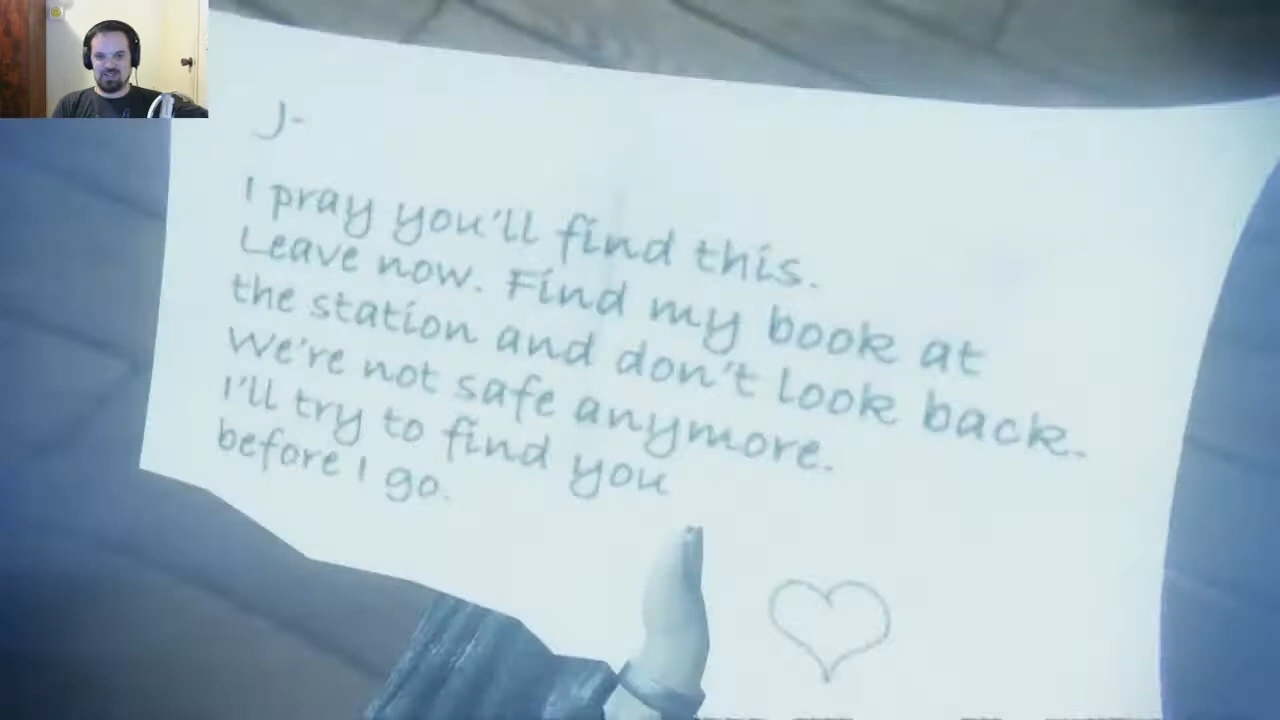 J-
I pray you'll find this.
Leave now. Find my book at
the station and don't look back.
We're not safe anymore.
I'll try to find you
before I go.